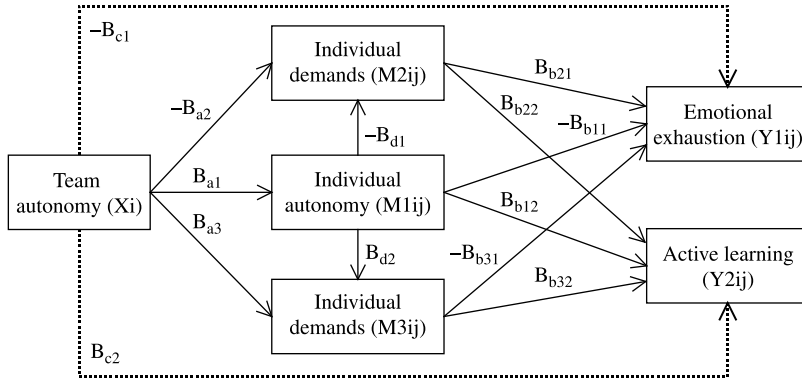 –Bc1
Individual
demands (M2ij)
Bb21
Bb22
Emotional
exhaustion (Y1ij)
–Ba2
–Bd1
–Bb11
Team
autonomy (Xi)
Ba1
Individual
autonomy (M1ij)
Bb12
Ba3
Bd2
–Bb31
Active learning
(Y2ij)
Bb32
Individual
demands (M3ij)
Bc2